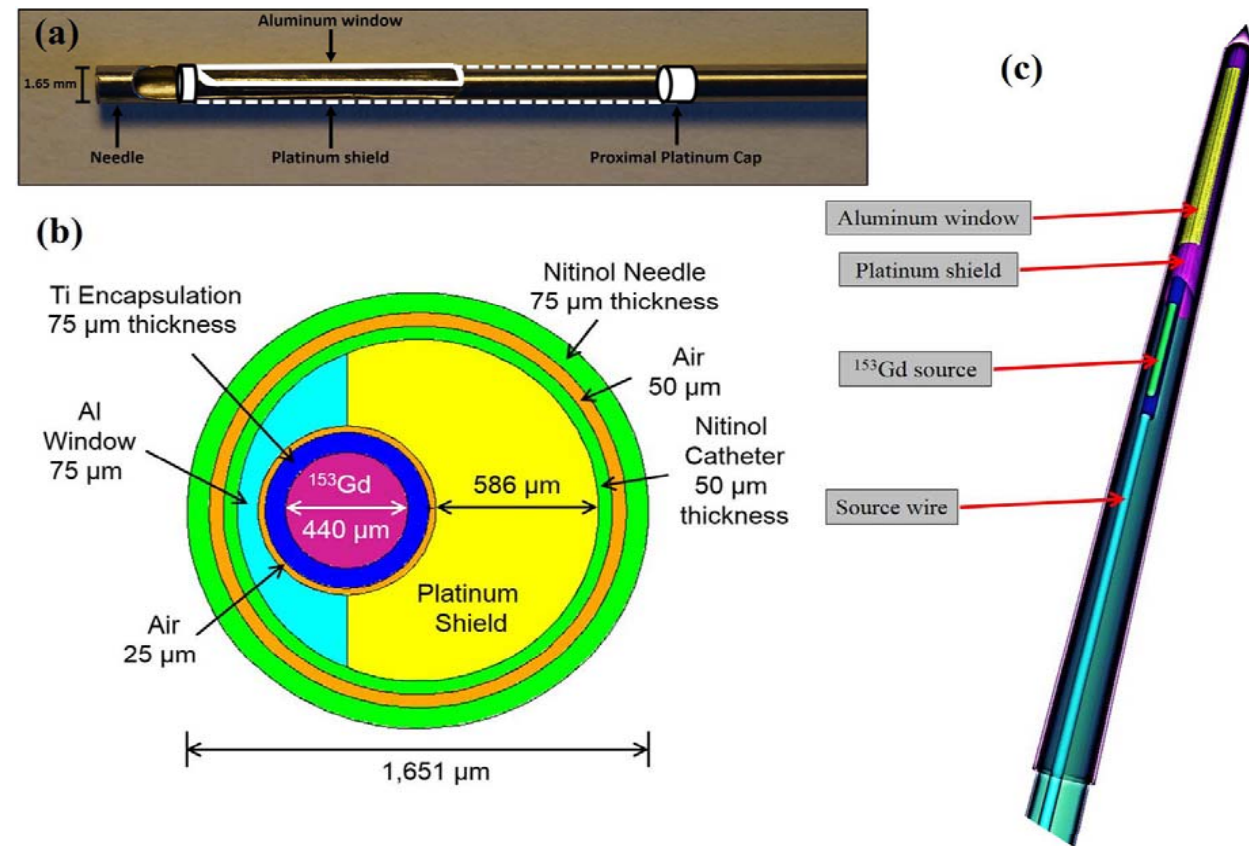 (a)
Aluminum window
1.65 mm
Needle
Platinum shield
Proximal Platinum Cap
(b)
Ti Encapsulation
75 μm thickness
Nitinol Needle
75 μm thickness
Air
50 μm
Al
Window
75 μm
¹⁵³Gd
440 μm
586 μm
Nitinol
Catheter
50 μm
thickness
Platinum
Shield
Air
25 μm
1,651 μm
(c)
Aluminum window
Platinum shield
¹⁵³Gd source
Source wire